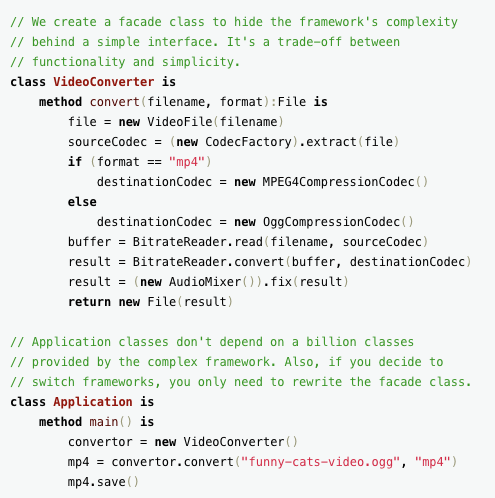 // We create a facade class to hide the framework's complexity
// behind a simple interface. It's a trade-off between
// functionality and simplicity.
class VideoConverter is
    method convert(filename, format):File is
        file = new VideoFile(filename)
        sourceCodec = (new CodecFactory).extract(file)
        if (format == "mp4")
            destinationCodec = new MPEG4CompressionCodec()
        else
            destinationCodec = new OggCompressionCodec()
        buffer = BitrateReader.read(filename, sourceCodec)
        result = BitrateReader.convert(buffer, destinationCodec)
        result = (new AudioMixer()).fix(result)
        return new File(result)

// Application classes don't depend on a billion classes
// provided by the complex framework. Also, if you decide to
// switch frameworks, you only need to rewrite the facade class.
class Application is
    method main() is
        convertor = new VideoConverter()
        mp4 = convertor.convert("funny-cats-video.ogg", "mp4")
        mp4.save()